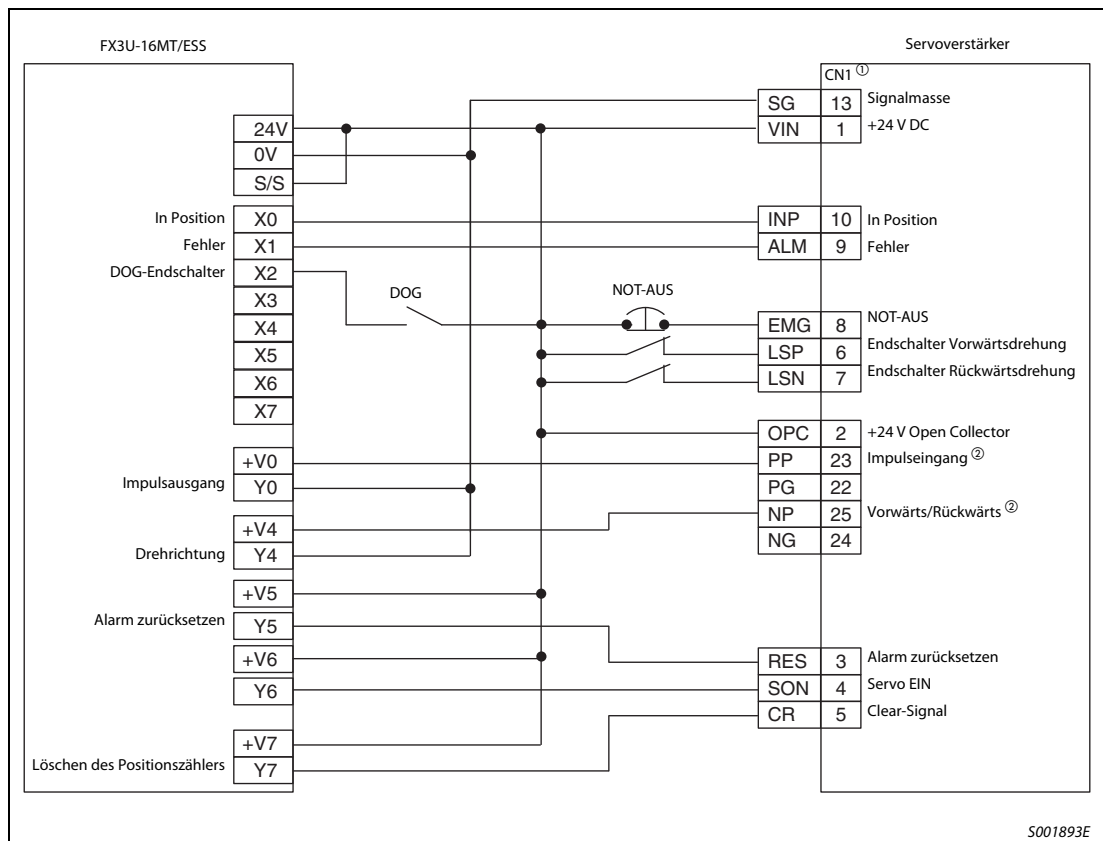 FX3U-16MT/ESS
Servoverstärker
CN1 ①
SG 13 Signalmasse
24V VIN 1 +24 V DC
0V
S/S
In Position X0 INP 10 In Position
Fehler X1 ALM 9 Fehler
DOG-Endschalter X2
DOG
NOT-AUS
X3
X4 EMG 8 NOT-AUS
X5 LSP 6 Endschalter Vorwärtsdrehung
X6 LSN 7 Endschalter Rückwärtsdrehung
X7
OPC 2 +24 V Open Collector
+V0 PP 23 Impulseingang ②
Impulsausgang Y0 PG 22
+V4 NP 25 Vorwärts/Rückwärts ②
Drehrichtung Y4 NG 24
+V5
Alarm zurücksetzen Y5
+V6 RES 3 Alarm zurücksetzen
Y6 SON 4 Servo EIN
CR 5 Clear-Signal
+V7
Löschen des Positionszählers Y7
S001893E